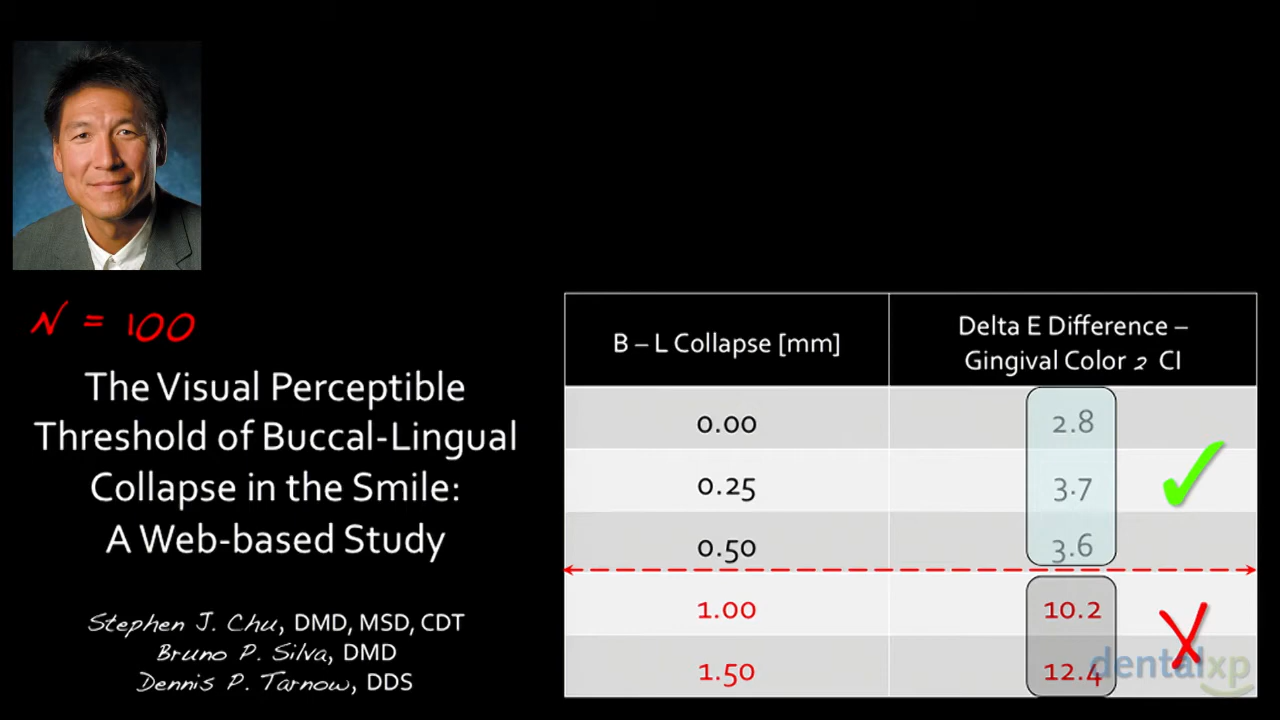 N = 100
The Visual Perceptible
Threshold of Buccal-Lingual
Collapse in the Smile:
A Web-based Study
Stephen J. Chu, DMD, MSD, CDT
Bruno P. Silva, DMD
Dennis P. Tarnow, DDS
B – L Collapse [mm] Delta E Difference –
Gingival Color 2 CI
0.00 2.8
0.25 3.7
0.50 3.6
1.00 10.2
1.50 12.4
dentalxp